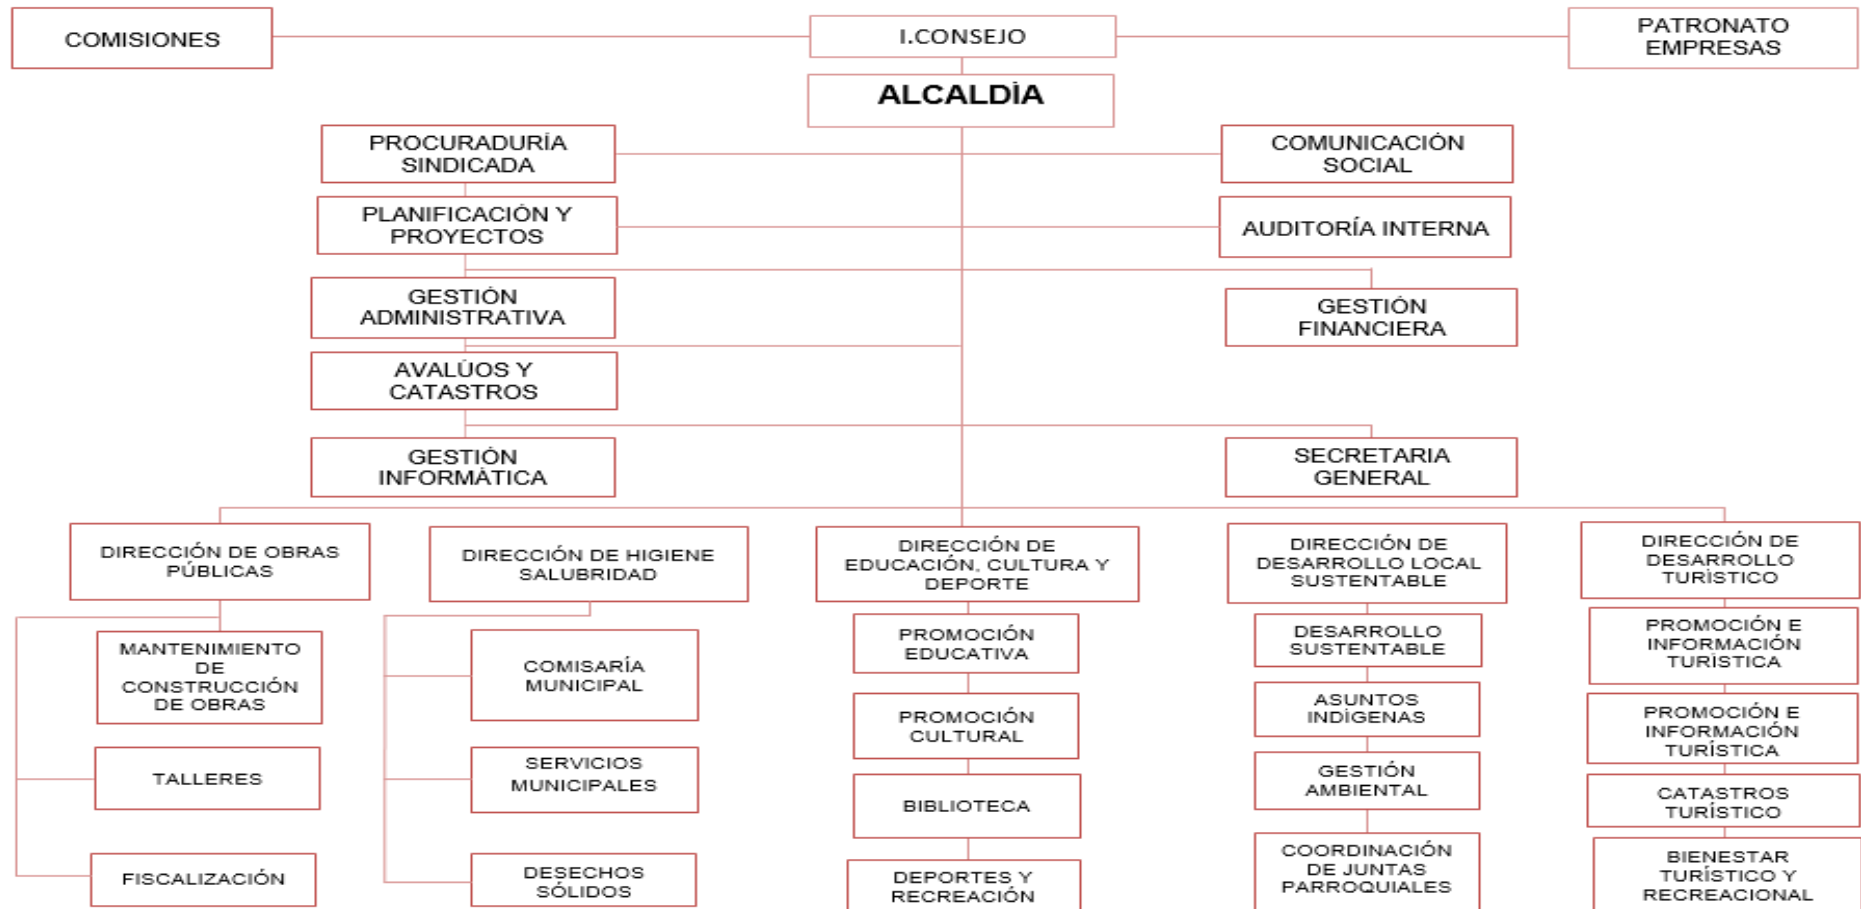 COMISIONES
I.CONSEJO
PATRONATO
EMPRESAS
ALCALDÌA
PROCURADURÍA
SINDICADA
COMUNICACIÓN
SOCIAL
PLANIFICACIÓN Y
PROYECTOS
AUDITORÍA INTERNA
GESTIÓN
ADMINISTRATIVA
GESTIÓN
FINANCIERA
AVALÚOS Y
CATASTROS
GESTIÓN
INFORMÁTICA
SECRETARIA
GENERAL
DIRECCIÓN DE OBRAS
PÚBLICAS
MANTENIMIENTO
DE
CONSTRUCCIÓN
DE OBRAS
TALLERES
FISCALIZACIÓN
DIRECCIÓN DE HIGIENE
SALUBRIDAD
COMISARÍA
MUNICIPAL
SERVICIOS
MUNICIPALES
DESECHOS
SÓLIDOS
DIRECCIÓN DE
EDUCACIÓN, CULTURA Y
DEPORTE
PROMOCIÓN
EDUCATIVA
PROMOCIÓN
CULTURAL
BIBLIOTECA
DEPORTES Y
RECREACIÓN
DIRECCIÓN DE
DESARROLLO LOCAL
SUSTENTABLE
DESARROLLO
SUSTENTABLE
ASUNTOS
INDÍGENAS
GESTIÓN
AMBIENTAL
COORDINACIÓN
DE JUNTAS
PARROQUIALES
DIRECCIÓN DE
DESARROLLO
TURÍSTICO
PROMOCIÓN E
INFORMACIÓN
TURÍSTICA
PROMOCIÓN E
INFORMACIÓN
TURÍSTICA
CATASTROS
TURÍSTICO
BIENESTAR
TURÍSTICO Y
RECREACIONAL